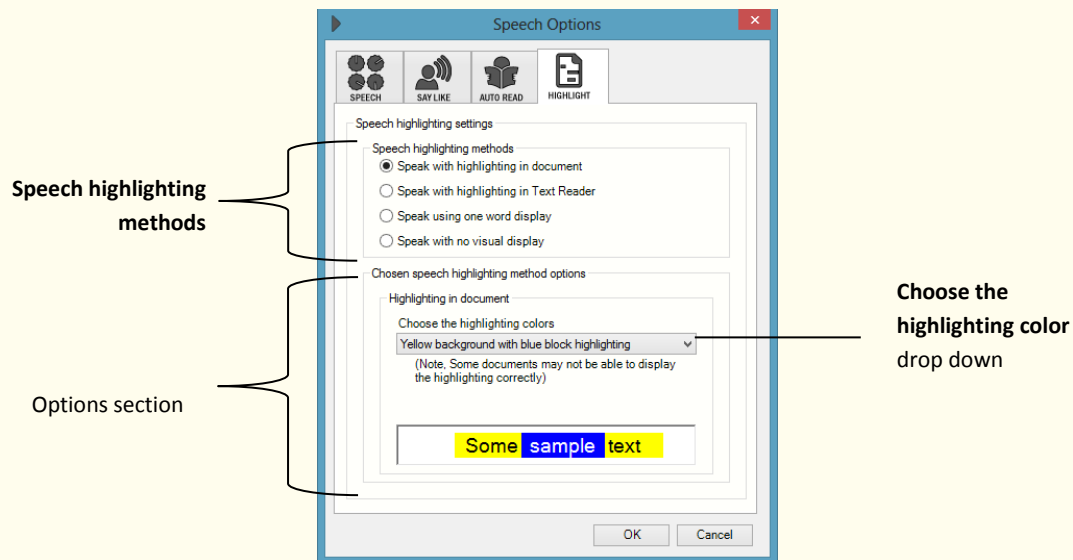 Speech Options
SPEECH
SAY LIKE
AUTO READ
HIGHLIGHT
Speech highlighting settings
Speech highlighting methods
Speak with highlighting in document
Speak with highlighting in Text Reader
Speak using one word display
Speak with no visual display
Speech highlighting
methods
Chosen speech highlighting method options
Highlighting in document
Choose the highlighting colors
Yellow background with blue block highlighting
(Note, Some documents may not be able to display
the highlighting correctly)
Some sample text
Options section
Choose the
highlighting color
drop down
OK
Cancel